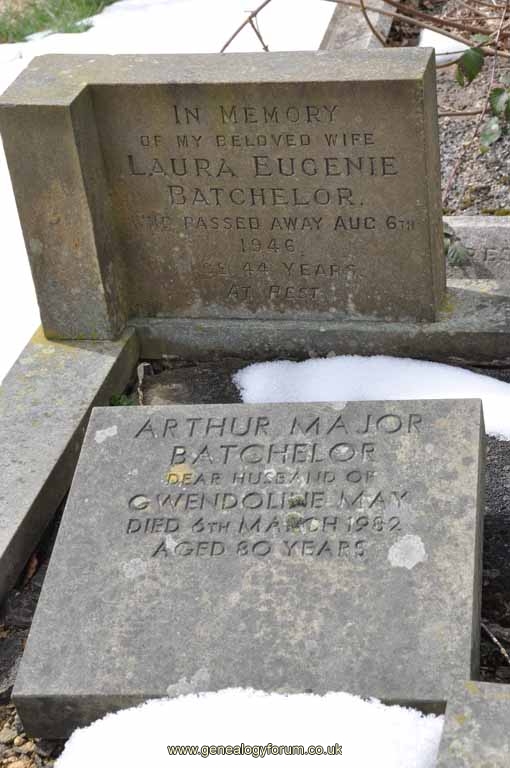 IN MEMORY
OF MY BELOVED WIFE
LAURA EUGENIE
BATCHELOR.
WHO PASSED AWAY AUG 6TH
1946
44 YEARS.
AT REST.
ARTHUR MAJOR
BATCHELOR
DEAR HUSBAND OF
GWENDOLINE MAY
DIED 6TH MARCH 1982
AGED 80 YEARS
www.genealogyforum.co.uk